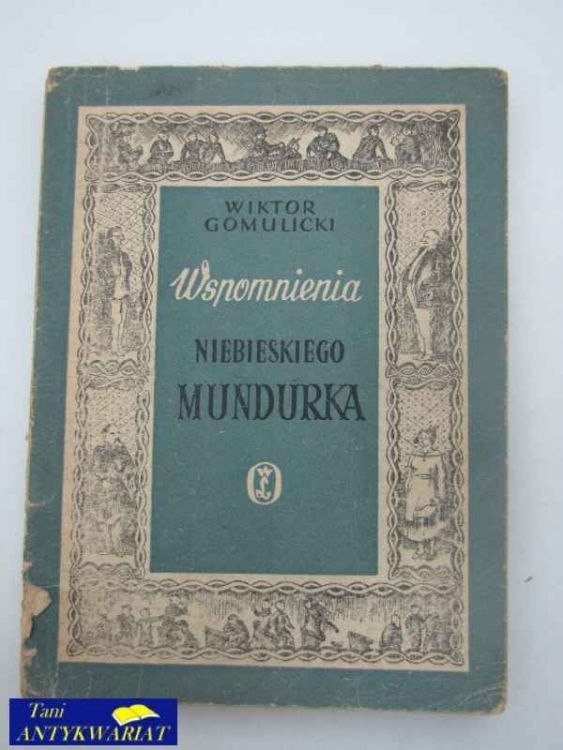 WIKTOR
GOMULICKI
Wspomnienia
NIEBIESKIEGO
MUNDURKA
Tani
ANTYKWARIAT